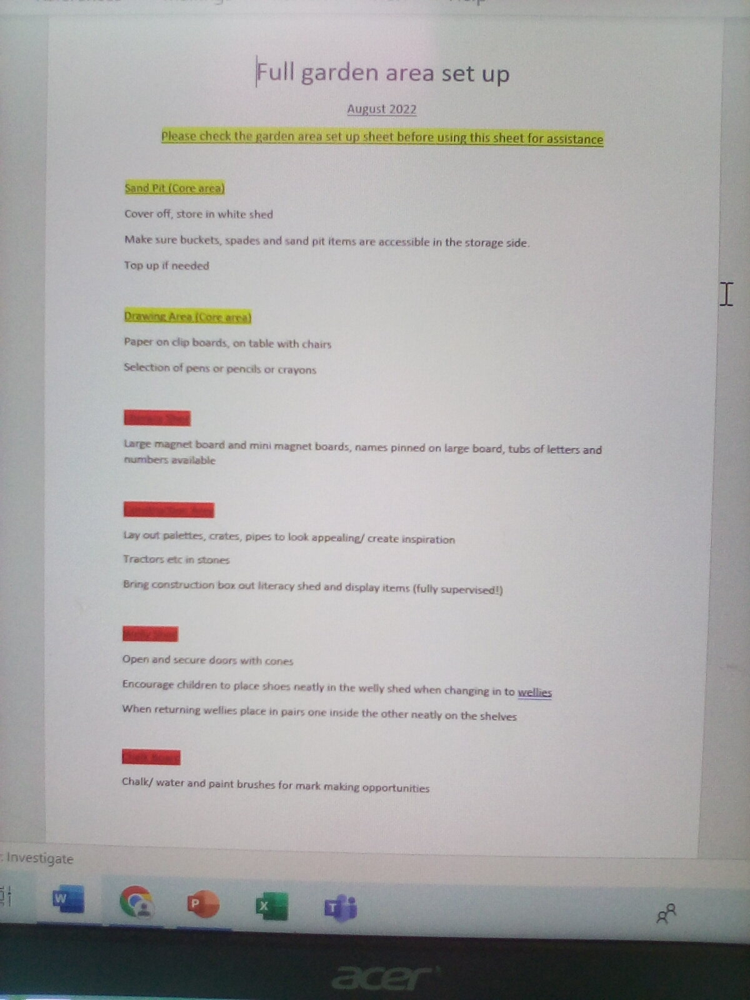 Full garden area set up
August 2022
Please check the garden area set up sheet before using this sheet for assistance
Sand Pit (Core area)
Cover off, store in white shed
Make sure buckets, spades and sand pit items are accessible in the storage side.
Top up if needed
Drawing Area (Core area)
Paper on clip boards, on table with chairs
Selection of pens or pencils or crayons
Large magnet board and mini magnet boards, names pinned on large board, tubs of letters and
numbers available
Lay out palettes, crates, pipes to look appealing/ create inspiration
Tractors etc in stones
Bring construction box out literacy shed and display items (fully supervised!)
Open and secure doors with cones
Encourage children to place shoes neatly in the welly shed when changing in to wellies
When returning wellies place in pairs one inside the other neatly on the shelves
Chalk/ water and paint brushes for mark making opportunities
: Investigate
W
P
X
T
acer